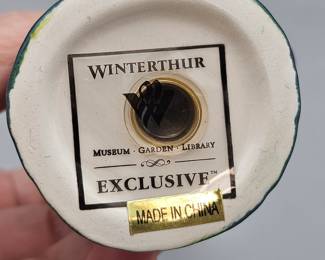 WINTERTHUR
MUSEUM · GARDEN · LIBRARY
EXCLUSIVE™
MADE IN CHINA